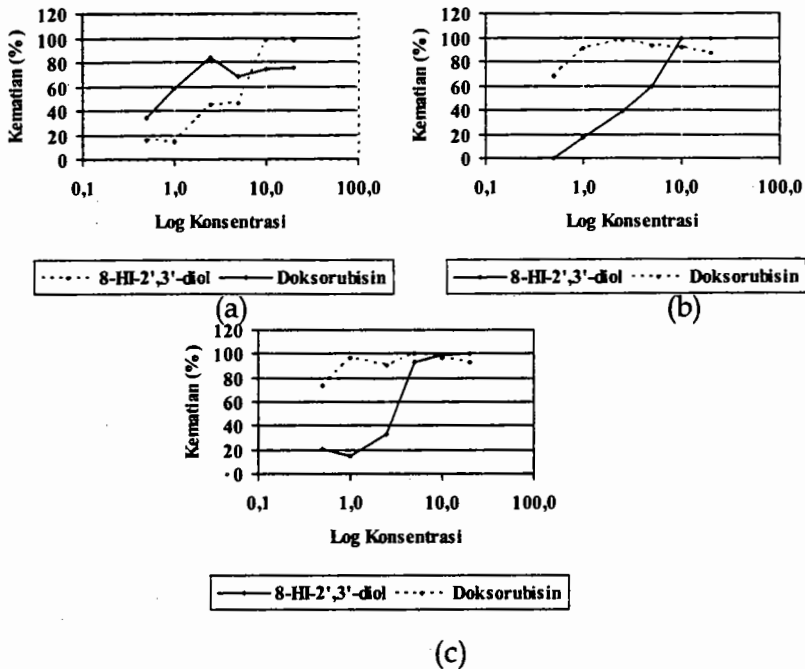 Kematian (%)
120
100
80
60
40
20
0
0,1 1,0 10,0 100,0
Log Konsentrasi
8-HI-2',3'-diol Doksorubisin
(a)
Kematian (%)
120
100
80
60
40
20
0
0,1 1,0 10,0 100,0
Log Konsentrasi
8-HI-2',3'-diol Doksorubisin
(b)
Kematian (%)
120
100
80
60
40
20
0
0,1 1,0 10,0 100,0
Log Konsentrasi
8-HI-2',3'-diol Doksorubisin
(c)